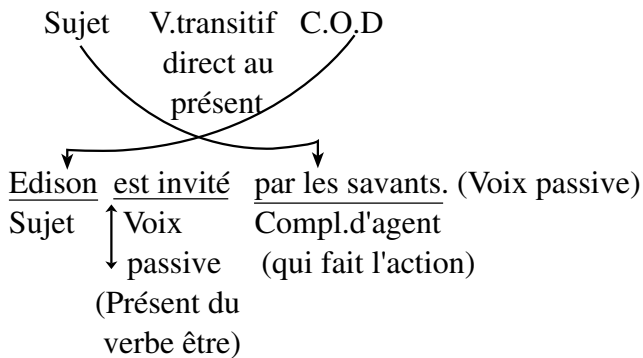 Sujet V.transitif C.O.D
direct au
présent
Edison est invité par les savants. (Voix passive)
Sujet Voix Compl.d'agent
passive (qui fait l'action)
(Présent du
verbe être)